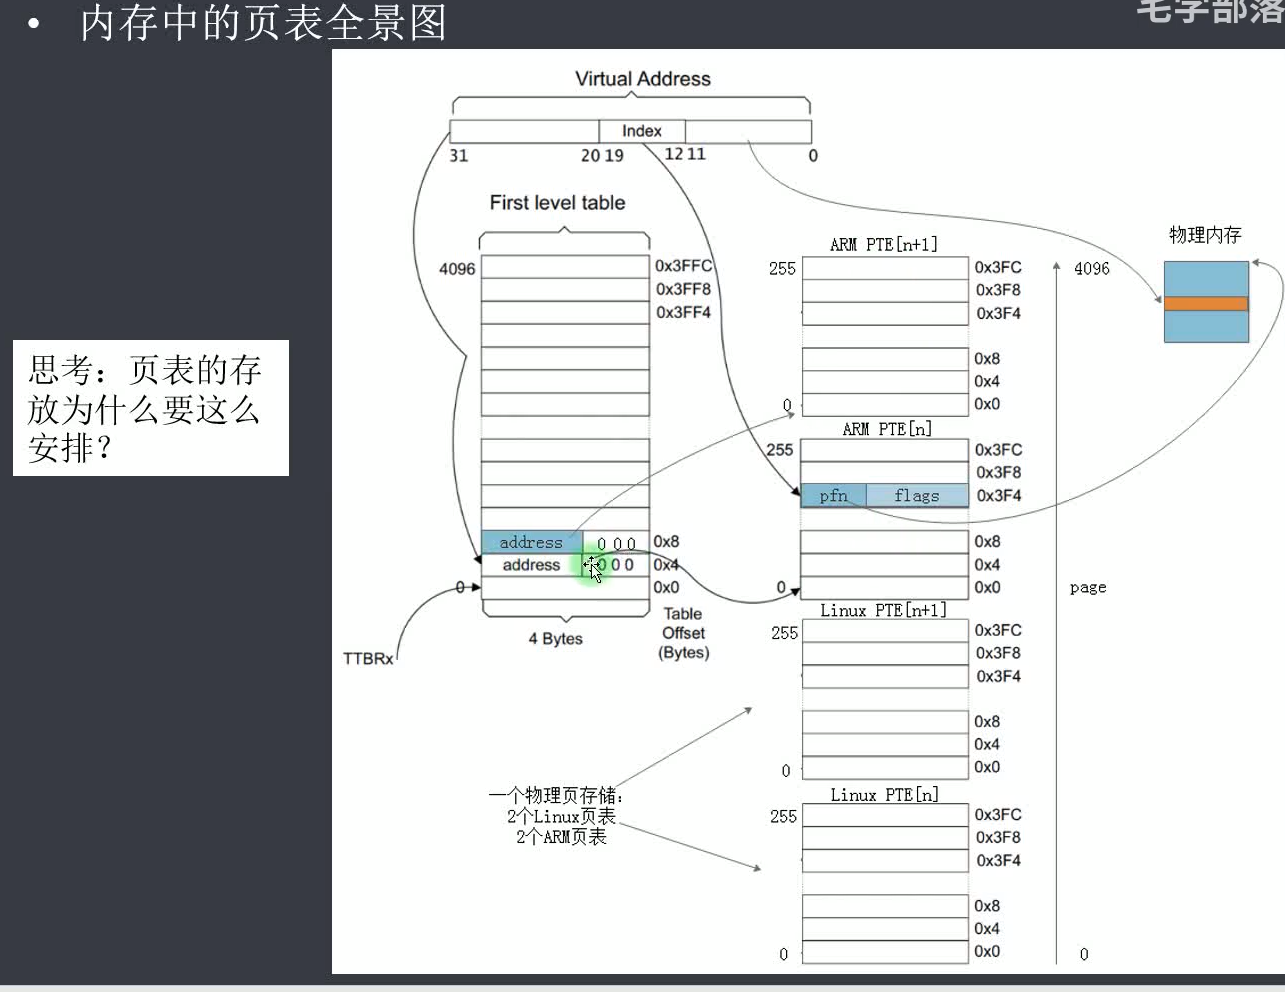 • 内存中的页表全景图
毛学部落
Virtual Address
Index
31 20 19 12 11 0
First level table
4096 0x3FFC
0x3FF8
0x3FF4
address 0 0 0 0x8
address 0 0 0 0x4
0 0x0
4 Bytes
Table
Offset
(Bytes)
TTBRx
思考：页表的存
放为什么要这么
安排？
ARM PTE[n+1]
255 0x3FC
0x3F8
0x3F4
0x8
0x4
0 0x0
ARM PTE[n]
255 0x3FC
0x3F8
pfn flags 0x3F4
0x8
0x4
0 0x0
Linux PTE[n+1]
255 0x3FC
0x3F8
0x3F4
0x8
0x4
0 0x0
Linux PTE[n]
255 0x3FC
0x3F8
0x3F4
0x8
0x4
0 0x0
一个物理页存储：
2个Linux页表
2个ARM页表
4096
page
0
物理内存